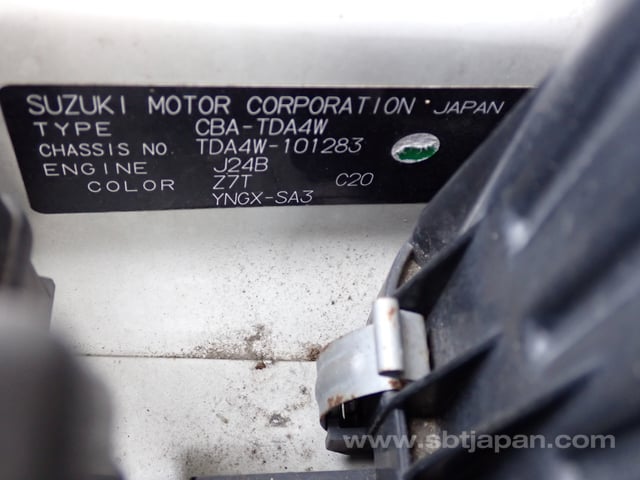 SUZUKI MOTOR CORPORATION · JAPAN
TYPE CBA-TDA4W
CHASSIS NO. TDA4W-101283
ENGINE J24B
COLOR Z7T C20
YNGX-SA3
www.sbtjapan.com